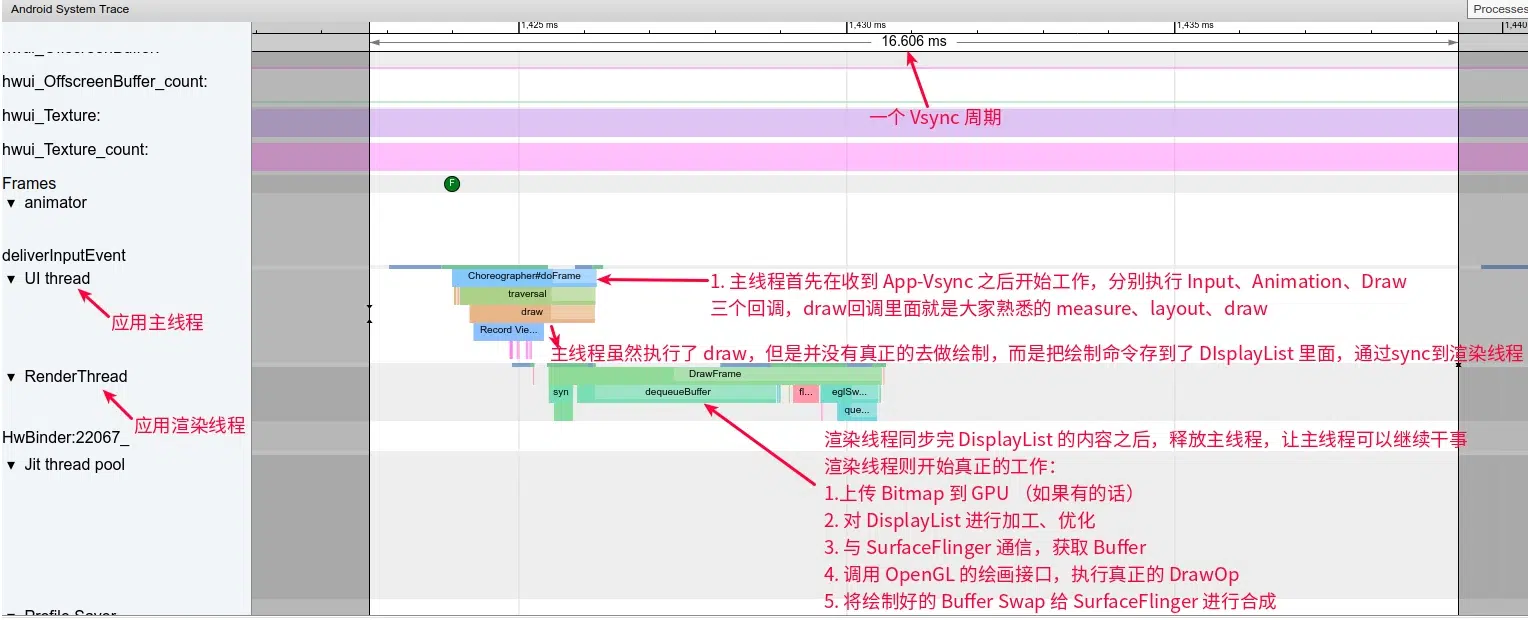 Android System Trace
Processes
1,425 ms
1,430 ms
1,435 ms
1,440
16.606 ms
hwui_OffscreenBuffer_count:
hwui_Texture:
一个 Vsync 周期
hwui_Texture_count:
Frames
F
▼ animator
deliverInputEvent
▼ UI thread
Choreographer#doFrame
1. 主线程首先在收到 App-Vsync 之后开始工作，分别执行 Input、Animation、Draw
traversal
三个回调，draw回调里面就是大家熟悉的 measure、layout、draw
draw
应用主线程
Record Vie...
主线程虽然执行了 draw，但是并没有真正的去做绘制，而是把绘制命令存到了 DIsplayList 里面，通过sync到渲染线程
▼ RenderThread
DrawFrame
syn
dequeueBuffer
fl...
eglSw...
que...
应用渲染线程
HwBinder:22067_
渲染线程同步完 DisplayList 的内容之后，释放主线程，让主线程可以继续干事
▼ Jit thread pool
渲染线程则开始真正的工作：
1.上传 Bitmap 到 GPU （如果有的话）
2. 对 DisplayList 进行加工、优化
3. 与 SurfaceFlinger 通信，获取 Buffer
4. 调用 OpenGL 的绘画接口，执行真正的 DrawOp
5. 将绘制好的 Buffer Swap 给 SurfaceFlinger 进行合成